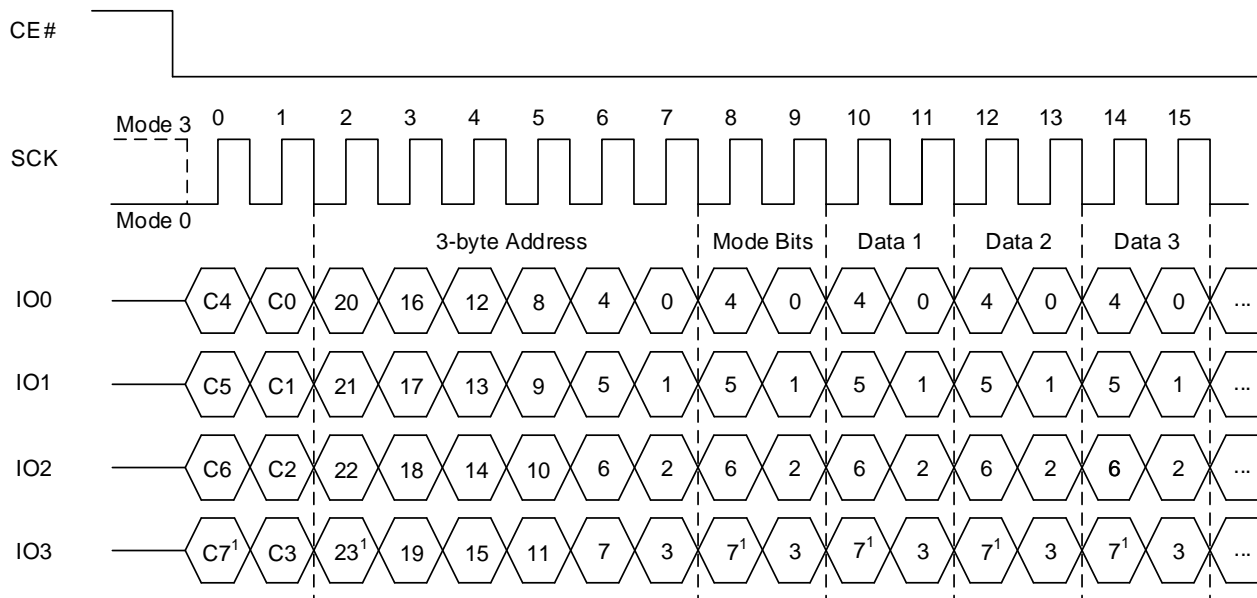 CE#
Mode 3 0 1 2 3 4 5 6 7 8 9 10 11 12 13 14 15
SCK
Mode 0
3-byte Address Mode Bits Data 1 Data 2 Data 3
IO0 C4 C0 20 16 12 8 4 0 4 0 4 0 4 0 4 0 ...
IO1 C5 C1 21 17 13 9 5 1 5 1 5 1 5 1 5 1 ...
IO2 C6 C2 22 18 14 10 6 2 6 2 6 2 6 2 6 2 ...
IO3 C7¹ C3 23¹ 19 15 11 7 3 7¹ 3 7¹ 3 7¹ 3 7¹ 3 ...